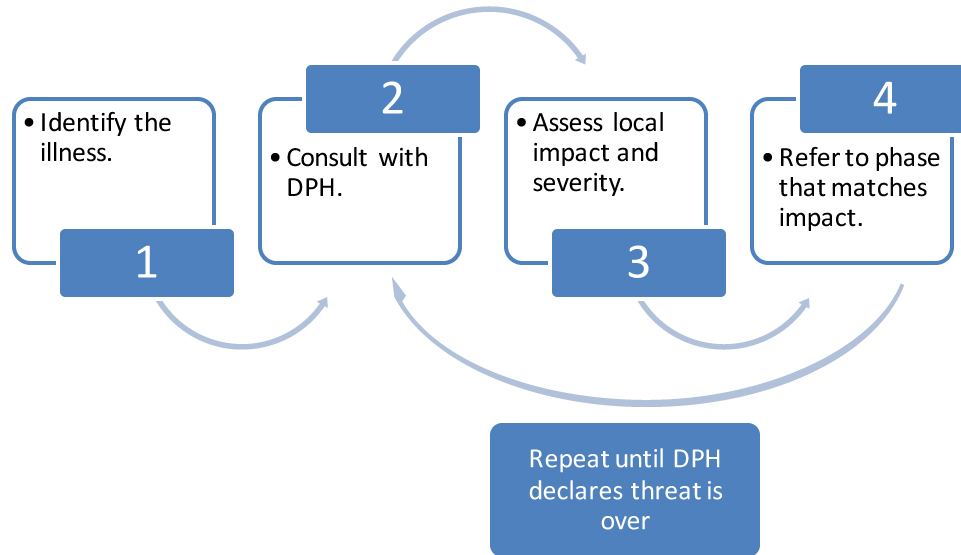 1
• Identify the
illness.
2
• Consult with
DPH.
3
• Assess local
impact and
severity.
4
• Refer to phase
that matches
impact.
Repeat until DPH
declares threat is
over